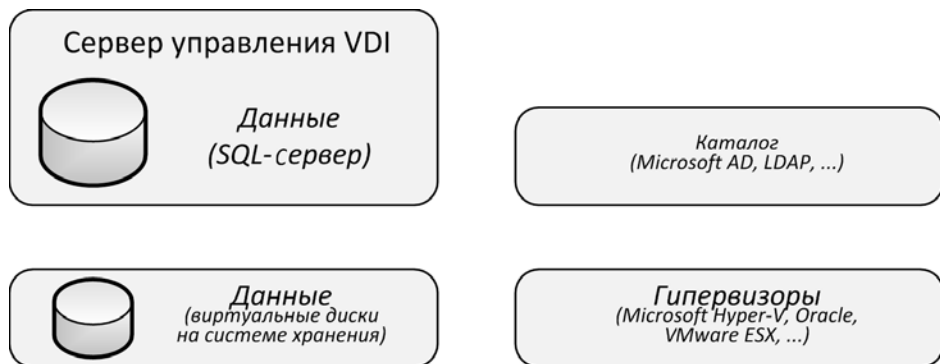 Сервер управления VDI
Данные
(SQL-сервер)
Каталог
(Microsoft AD, LDAP, ...)
Данные
(виртуальные диски
на системе хранения)
Гипервизоры
(Microsoft Hyper-V, Oracle,
VMware ESX, ...)